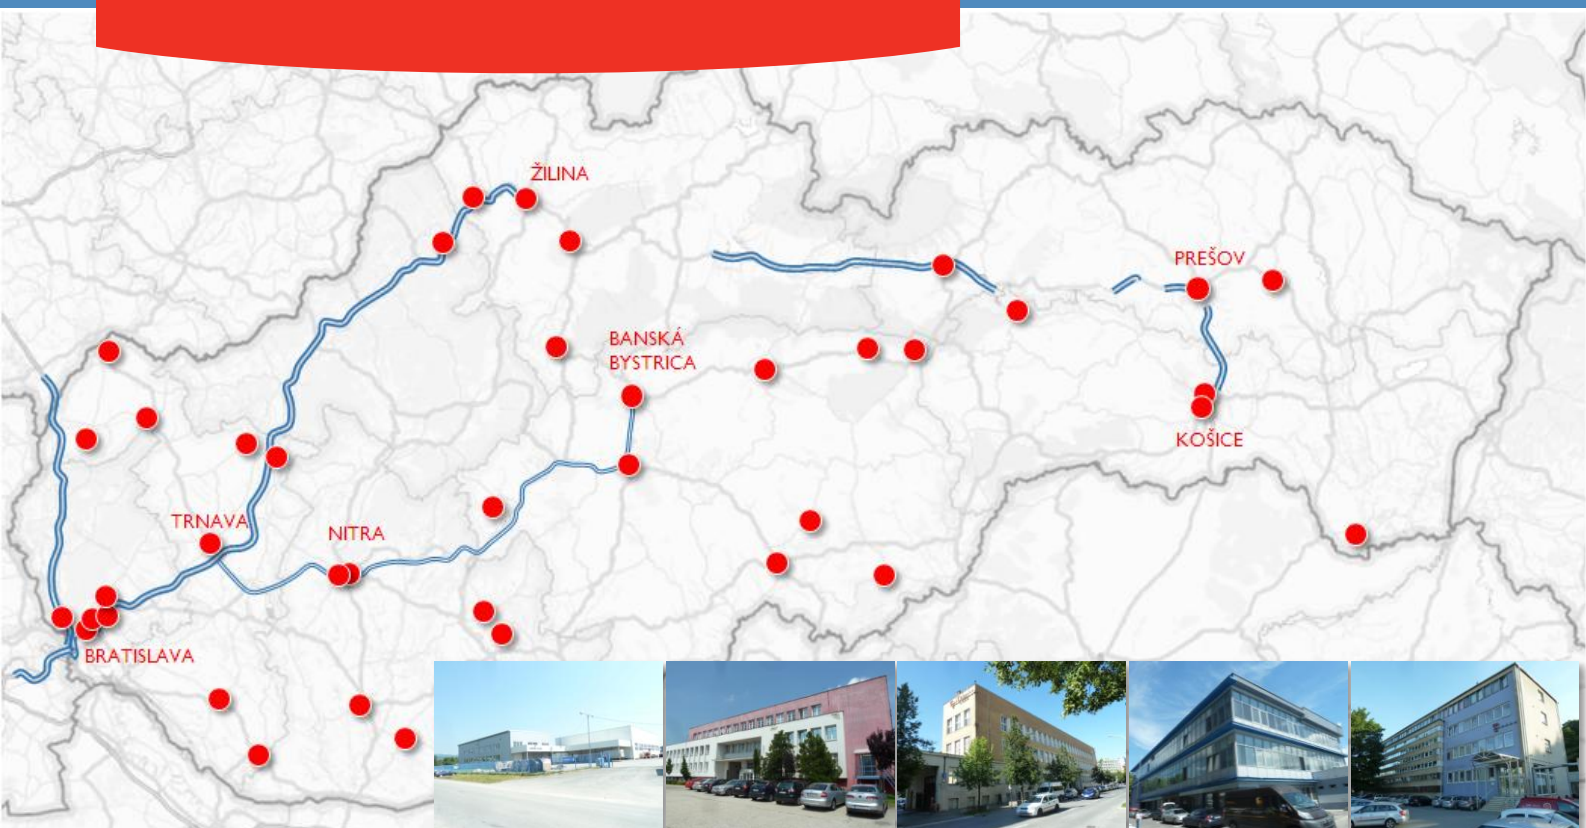 ŽILINA
PREŠOV
BANSKÁ
BYSTRICA
KOŠICE
TRNAVA
NITRA
BRATISLAVA